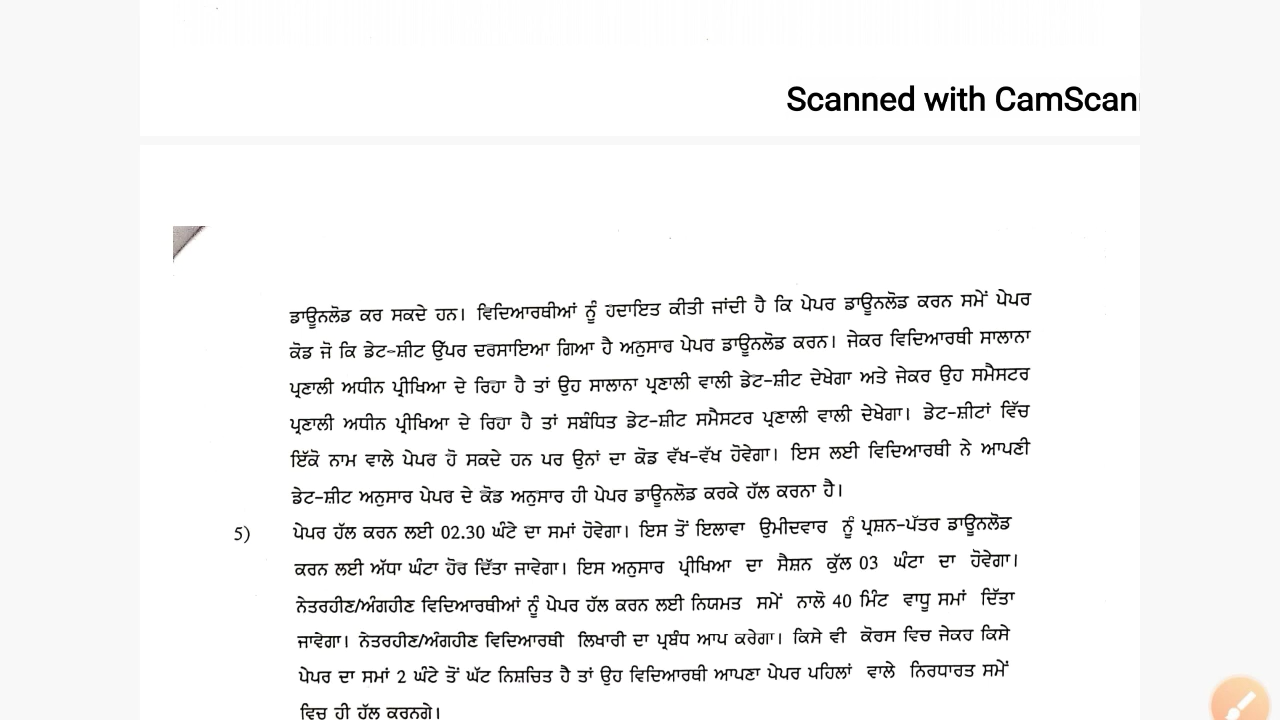 Scanned with CamScan
ਡਾਊਨਲੋਡ ਕਰ ਸਕਦੇ ਹਨ। ਵਿਦਿਆਰਥੀਆਂ ਨੂੰ ਹਦਾਇਤ ਕੀਤੀ ਜਾਂਦੀ ਹੈ ਕਿ ਪੇਪਰ ਡਾਊਨਲੋਡ ਕਰਨ ਸਮੇਂ ਪੇਪਰ
ਕੋਡ ਜੋ ਕਿ ਡੇਟ-ਸ਼ੀਟ ਉੱਪਰ ਦਰਸਾਇਆ ਗਿਆ ਹੈ ਅਨੁਸਾਰ ਪੇਪਰ ਡਾਊਨਲੋਡ ਕਰਨ। ਜੇਕਰ ਵਿਦਿਆਰਥੀ ਸਾਲਾਨਾ
ਪ੍ਰਣਾਲੀ ਅਧੀਨ ਪ੍ਰੀਖਿਆ ਦੇ ਰਿਹਾ ਹੈ ਤਾਂ ਉਹ ਸਾਲਾਨਾ ਪ੍ਰਣਾਲੀ ਵਾਲੀ ਡੇਟ-ਸ਼ੀਟ ਦੇਖੇਗਾ ਅਤੇ ਜੇਕਰ ਉਹ ਸਮੈਸਟਰ
ਪ੍ਰਣਾਲੀ ਅਧੀਨ ਪ੍ਰੀਖਿਆ ਦੇ ਰਿਹਾ ਹੈ ਤਾਂ ਸਬੰਧਿਤ ਡੇਟ-ਸ਼ੀਟ ਸਮੈਸਟਰ ਪ੍ਰਣਾਲੀ ਵਾਲੀ ਦੇਖੇਗਾ। ਡੇਟ-ਸ਼ੀਟਾਂ ਵਿੱਚ
ਇੱਕੋ ਨਾਮ ਵਾਲੇ ਪੇਪਰ ਹੋ ਸਕਦੇ ਹਨ ਪਰ ਉਨਾਂ ਦਾ ਕੋਡ ਵੱਖ-ਵੱਖ ਹੋਵੇਗਾ। ਇਸ ਲਈ ਵਿਦਿਆਰਥੀ ਨੇ ਆਪਣੀ
ਡੇਟ-ਸ਼ੀਟ ਅਨੁਸਾਰ ਪੇਪਰ ਦੇ ਕੋਡ ਅਨੁਸਾਰ ਹੀ ਪੇਪਰ ਡਾਊਨਲੋਡ ਕਰਕੇ ਹੱਲ ਕਰਨਾ ਹੈ।
5) ਪੇਪਰ ਹੱਲ ਕਰਨ ਲਈ 02.30 ਘੰਟੇ ਦਾ ਸਮਾਂ ਹੋਵੇਗਾ। ਇਸ ਤੋਂ ਇਲਾਵਾ ਉਮੀਦਵਾਰ ਨੂੰ ਪ੍ਰਸ਼ਨ-ਪੱਤਰ ਡਾਊਨਲੋਡ
ਕਰਨ ਲਈ ਅੱਧਾ ਘੰਟਾ ਹੋਰ ਦਿੱਤਾ ਜਾਵੇਗਾ। ਇਸ ਅਨੁਸਾਰ ਪ੍ਰੀਖਿਆ ਦਾ ਸੈਸ਼ਨ ਕੁੱਲ 03 ਘੰਟਾ ਦਾ ਹੋਵੇਗਾ।
ਨੇਤਰਹੀਣ/ਅੰਗਹੀਣ ਵਿਦਿਆਰਥੀਆਂ ਨੂੰ ਪੇਪਰ ਹੱਲ ਕਰਨ ਲਈ ਨਿਯਮਤ ਸਮੇਂ ਨਾਲੋ 40 ਮਿੰਟ ਵਾਧੂ ਸਮਾਂ ਦਿੱਤਾ
ਜਾਵੇਗਾ। ਨੇਤਰਹੀਣ/ਅੰਗਹੀਣ ਵਿਦਿਆਰਥੀ ਲਿਖਾਰੀ ਦਾ ਪ੍ਰਬੰਧ ਆਪ ਕਰੇਗਾ। ਕਿਸੇ ਵੀ ਕੋਰਸ ਵਿਚ ਜੇਕਰ ਕਿਸੇ
ਪੇਪਰ ਦਾ ਸਮਾਂ 2 ਘੰਟੇ ਤੋਂ ਘੱਟ ਨਿਸ਼ਚਿਤ ਹੈ ਤਾਂ ਉਹ ਵਿਦਿਆਰਥੀ ਆਪਣਾ ਪੇਪਰ ਪਹਿਲਾਂ ਵਾਲੇ ਨਿਰਧਾਰਤ ਸਮੇਂ
ਵਿਚ ਹੀ ਹੱਲ ਕਰਨਗੇ।